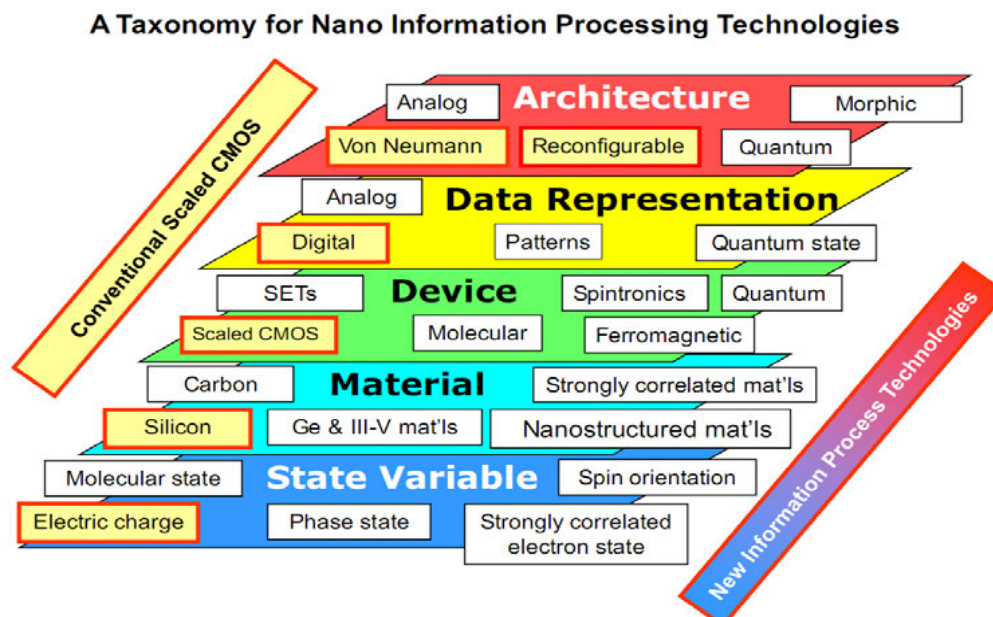 A Taxonomy for Nano Information Processing Technologies
Conventional Scaled CMOS
Analog
Architecture
Morphic
Von Neumann
Reconfigurable
Quantum
Analog
Data Representation
Digital
Patterns
Quantum state
SETs
Device
Spintronics
Quantum
Scaled CMOS
Molecular
Ferromagnetic
Carbon
Material
Strongly correlated mat'ls
Silicon
Ge & III-V mat'ls
Nanostructured mat'ls
Molecular state
State Variable
Spin orientation
Electric charge
Phase state
Strongly correlated
electron state
New Information Process Technologies